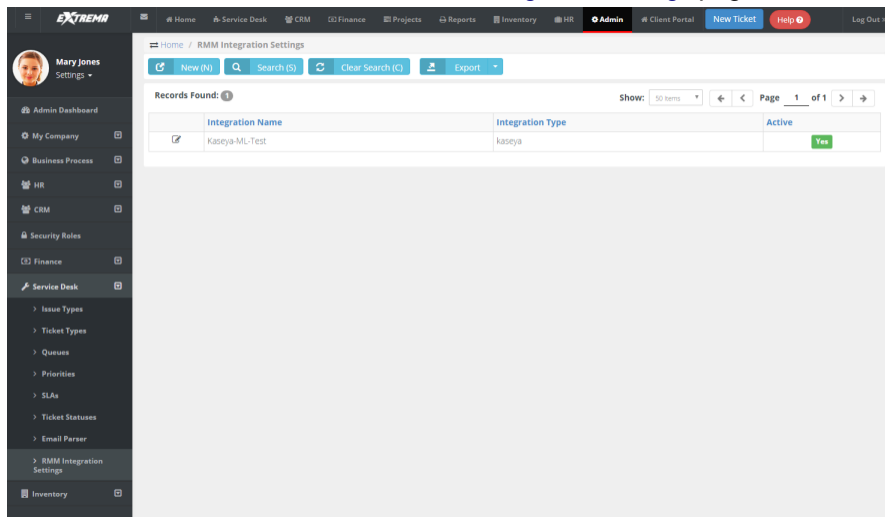 EXTREMA
Home Service Desk CRM Finance Projects Reports Inventory HR Admin Client Portal New Ticket Help Log Out
Mary Jones
Settings
Home / RMM Integration Settings
New (N) Search (S) Clear Search (C) Export
Records Found: 1
Show: 50 items Page 1 of 1
Integration Name Integration Type Active
Kaseya-ML-Test kaseya Yes
Admin Dashboard
My Company
Business Process
HR
CRM
Security Roles
Finance
Service Desk
> Issue Types
> Ticket Types
> Queues
> Priorities
> SLAs
> Ticket Statuses
> Email Parser
> RMM Integration
Settings
Inventory